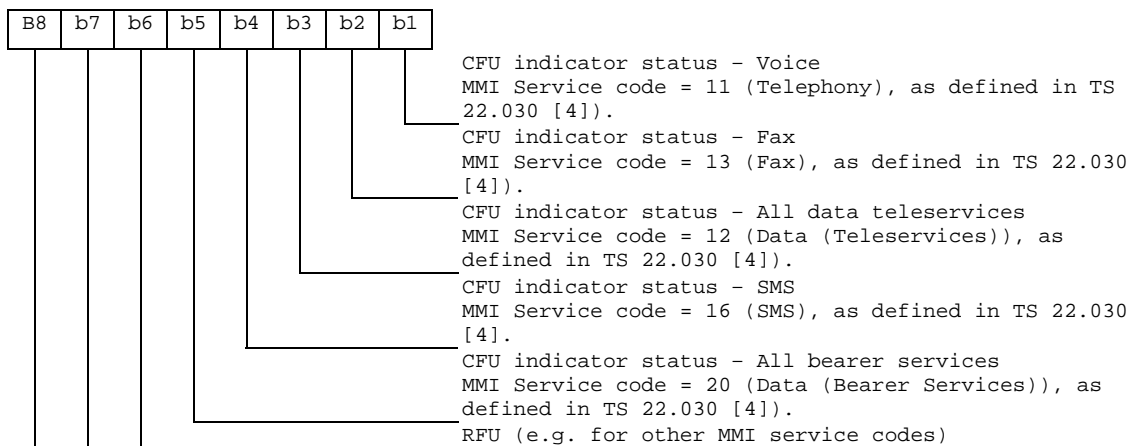 B8 b7 b6 b5 b4 b3 b2 b1
CFU indicator status – Voice
MMI Service code = 11 (Telephony), as defined in TS
22.030 [4]).
CFU indicator status – Fax
MMI Service code = 13 (Fax), as defined in TS 22.030
[4]).
CFU indicator status – All data teleservices
MMI Service code = 12 (Data (Teleservices)), as
defined in TS 22.030 [4]).
CFU indicator status – SMS
MMI Service code = 16 (SMS), as defined in TS 22.030
[4].
CFU indicator status – All bearer services
MMI Service code = 20 (Data (Bearer Services)), as
defined in TS 22.030 [4]).
RFU (e.g. for other MMI service codes)